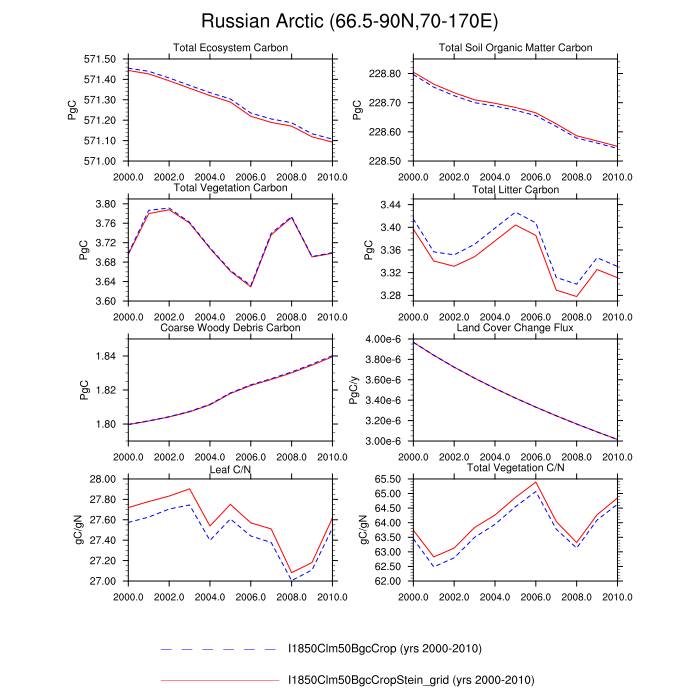 Russian Arctic (66.5-90N,70-170E)
Total Ecosystem Carbon
Total Soil Organic Matter Carbon
571.50
571.40
571.30
571.20
571.10
571.00
PgC
2000.0 2002.0 2004.0 2006.0 2008.0 2010.0
228.80
228.70
228.60
228.50
PgC
2000.0 2002.0 2004.0 2006.0 2008.0 2010.0
Total Vegetation Carbon
Total Litter Carbon
3.80
3.76
3.72
3.68
3.64
3.60
PgC
2000.0 2002.0 2004.0 2006.0 2008.0 2010.0
3.44
3.40
3.36
3.32
3.28
PgC
2000.0 2002.0 2004.0 2006.0 2008.0 2010.0
Coarse Woody Debris Carbon
Land Cover Change Flux
1.84
1.82
1.80
PgC
2000.0 2002.0 2004.0 2006.0 2008.0 2010.0
4.00e-6
3.80e-6
3.60e-6
3.40e-6
3.20e-6
3.00e-6
PgC/y
2000.0 2002.0 2004.0 2006.0 2008.0 2010.0
Leaf C/N
Total Vegetation C/N
28.00
27.80
27.60
27.40
27.20
27.00
gC/gN
2000.0 2002.0 2004.0 2006.0 2008.0 2010.0
65.50
65.00
64.50
64.00
63.50
63.00
62.50
62.00
gC/gN
2000.0 2002.0 2004.0 2006.0 2008.0 2010.0
I1850Clm50BgcCrop (yrs 2000-2010)
I1850Clm50BgcCropStein_grid (yrs 2000-2010)